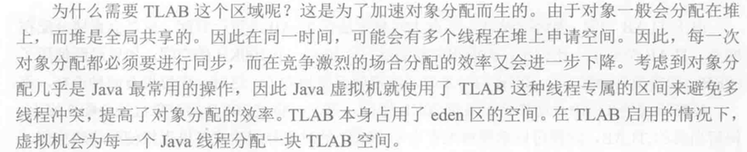 为什么需要 TLAB 这个区域呢？这是为了加速对象分配而生的。由于对象一般会分配在堆
上，而堆是全局共享的。因此在同一时间，可能会有多个线程在堆上申请空间。因此，每一次
对象分配都必须要进行同步，而在竞争激烈的场合分配的效率又会进一步下降。考虑到对象分
配几乎是 Java 最常用的操作，因此 Java 虚拟机就使用了 TLAB 这种线程专属的区间来避免多
线程冲突，提高了对象分配的效率。TLAB 本身占用了 eden 区的空间。在 TLAB 启用的情况下，
虚拟机会为每一个 Java 线程分配一块 TLAB 空间。